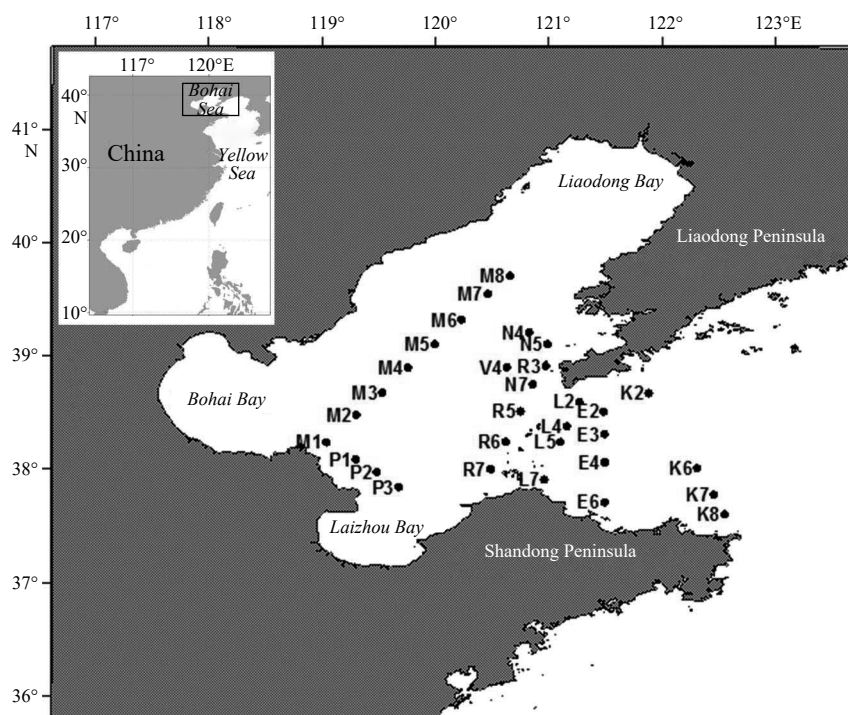 117° 118° 119° 120° 121° 122° 123°E
117° 120°E
40°
N
Bohai
Sea
China
Yellow
Sea
30°
20°
10°
41°
N
40°
39°
38°
37°
36°
Liaodong Bay
Liaodong Peninsula
M8
M7
M6
N4
M5
N5
M4
V4
R3
N7
M3
K2
L2
M2
R5
E2
L4
E3
M1
R6
L5
P1
E4
P2
R7
K6
P3
L7
K7
E6
K8
Bohai Bay
Laizhou Bay
Shandong Peninsula